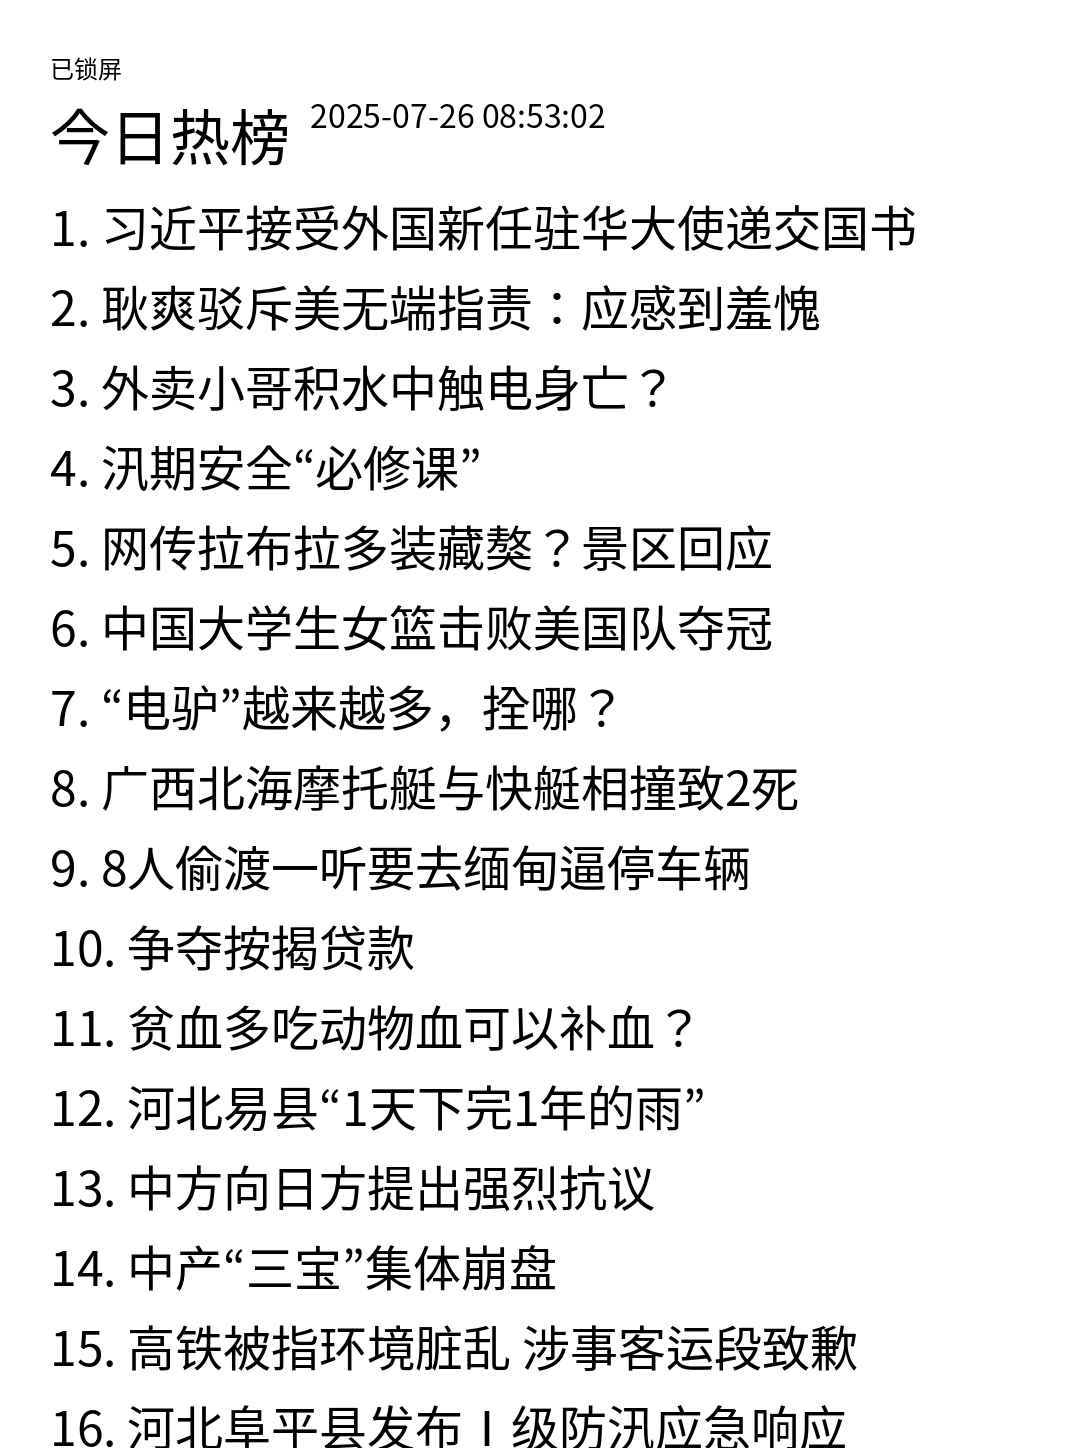 已锁屏
今日热榜 2025-07-26 08:53:02
1. 习近平接受外国新任驻华大使递交国书
2. 耿爽驳斥美无端指责：应感到羞愧
3. 外卖小哥积水中触电身亡？
4. 汛期安全“必修课”
5. 网传拉布拉多装藏獒？景区回应
6. 中国大学生女篮击败美国队夺冠
7. “电驴”越来越多，拴哪？
8. 广西北海摩托艇与快艇相撞致2死
9. 8人偷渡一听要去缅甸逼停车辆
10. 争夺按揭贷款
11. 贫血多吃动物血可以补血？
12. 河北易县“1天下完1年的雨”
13. 中方向日方提出强烈抗议
14. 中产“三宝”集体崩盘
15. 高铁被指环境脏乱 涉事客运段致歉
16. 河北阜平县发布Ⅰ级防汛应急响应